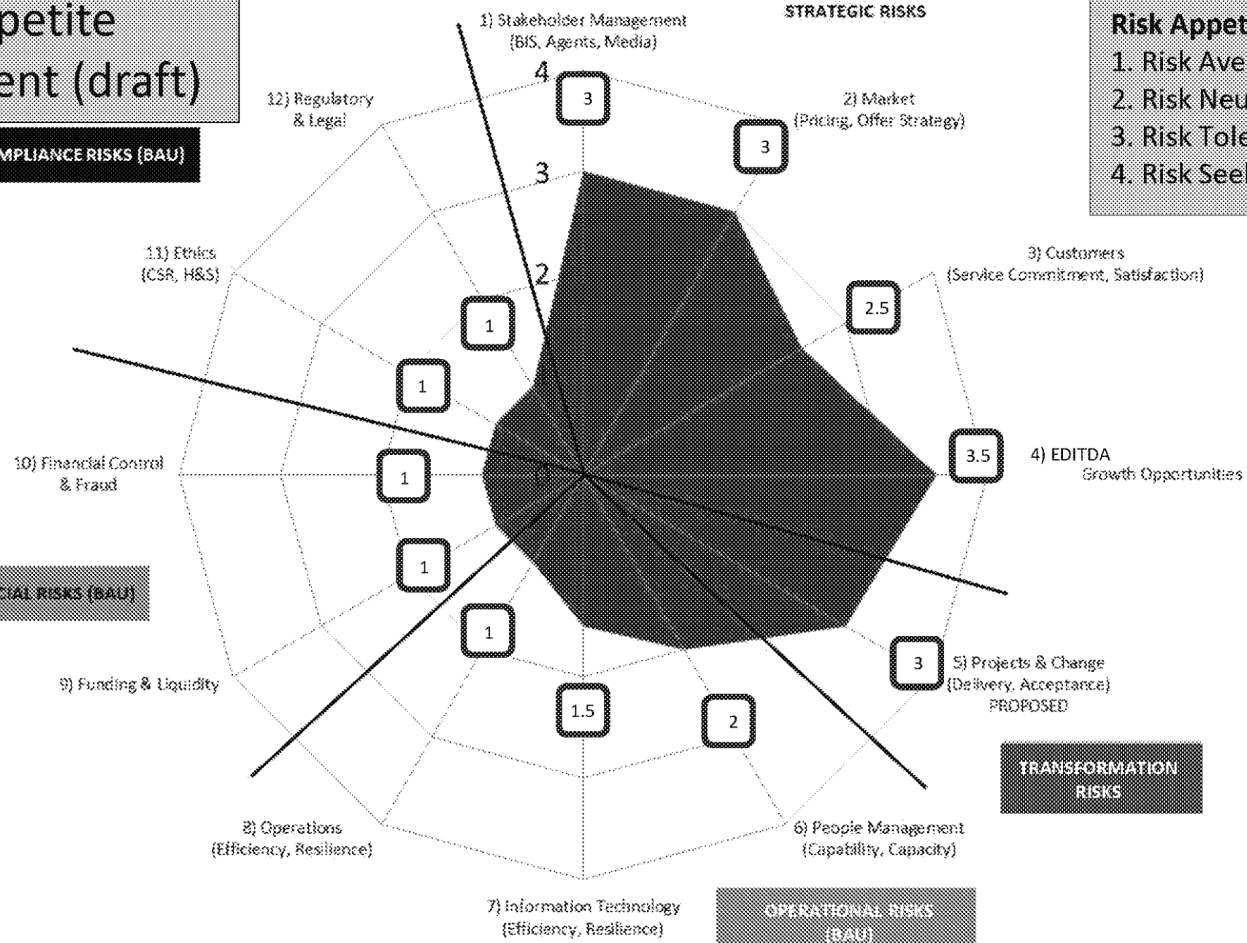 petite
ent (draft)
MPLIANCE RISKS (BAU)
STRATEGIC RISKS
Risk Appet
1. Risk Ave
2. Risk Neu
3. Risk Tole
4. Risk Seel
1) Stakeholder Management
(BIS, Agents, Media)
4
3
2
3
2) Market
(Pricing, Offer Strategy)
3
3) Customers
(Service Commitment, Satisfaction)
2.5
4) EDITDA
Growth Opportunities
3.5
5) Projects & Change
(Delivery, Acceptance)
PROPOSED
3
TRANSFORMATION
RISKS
6) People Management
(Capability, Capacity)
2
OPERATIONAL RISKS
(BAU)
7) Information Technology
(Efficiency, Resilience)
1.5
8) Operations
(Efficiency, Resilience)
1
9) Funding & Liquidity
1
CIAL RISKS (BAU)
10) Financial Control
& Fraud
1
11) Ethics
(CSR, H&S)
1
12) Regulatory
& Legal
1